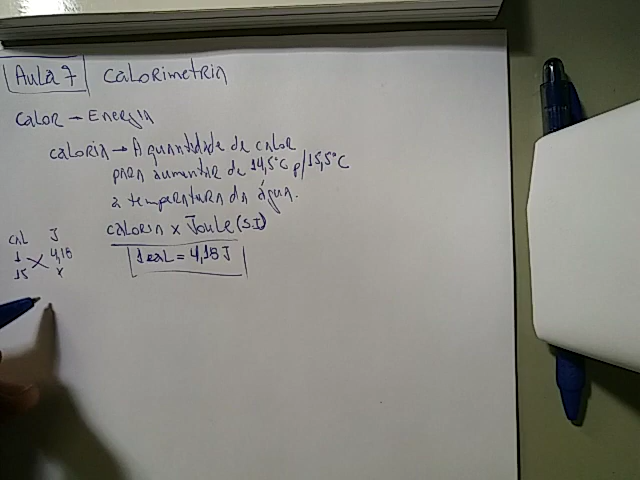 Aula 7 Calorimetria
Calor → Energia
caloria → A quantidade de calor
para aumentar de 14,5°C p/ 15,5°C
a temperatura da água.
caloria x Joule (SI)
1 cal = 4,18 J
cal J
1 4,18
15 x